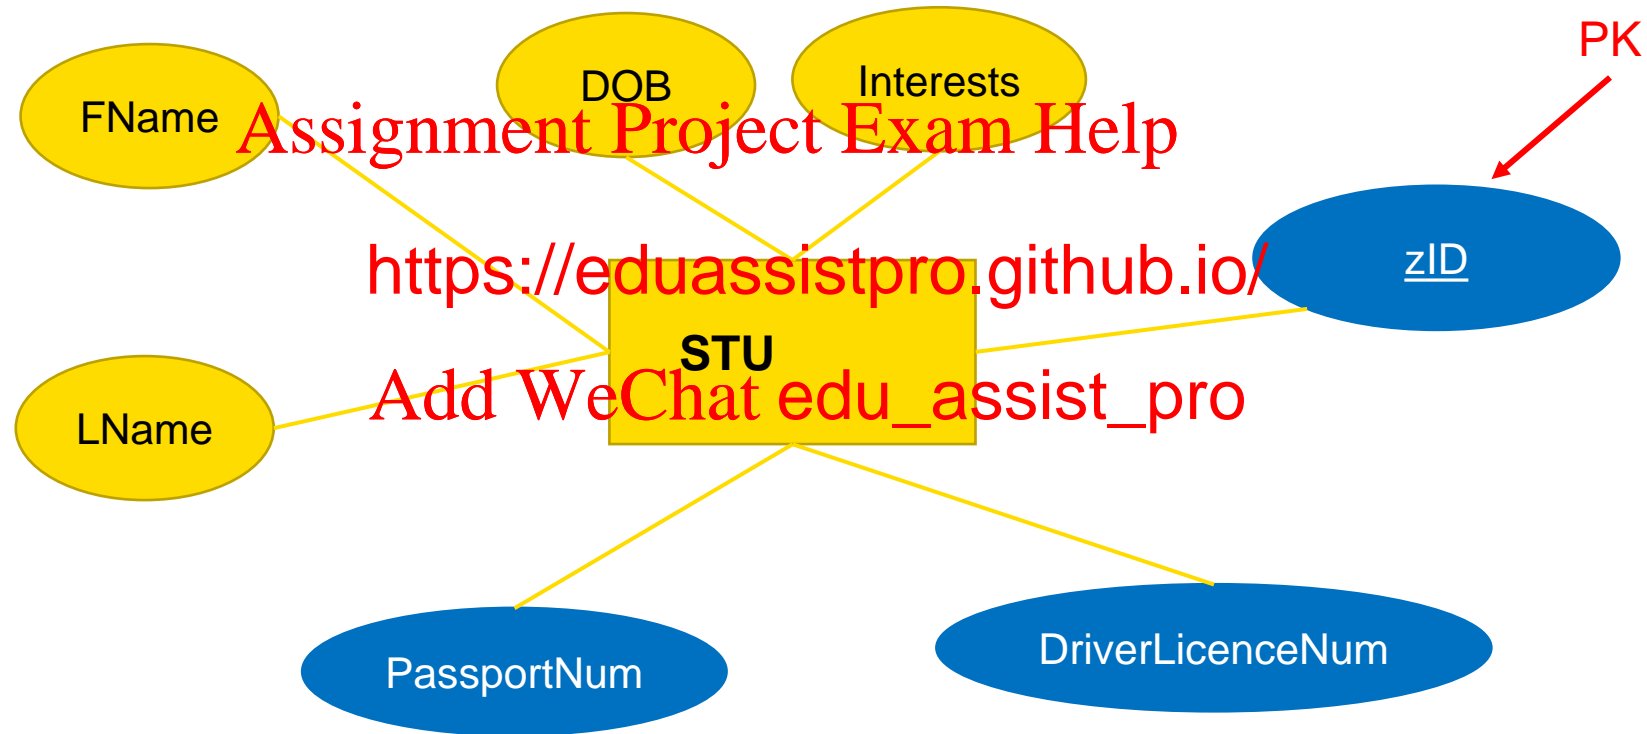 PK
DOB
Interests
FName
Assignment Project Exam Help
zID
https://eduassistpro.github.io/
STU
Add WeChat edu_assist_pro
LName
DriverLicenceNum
PassportNum